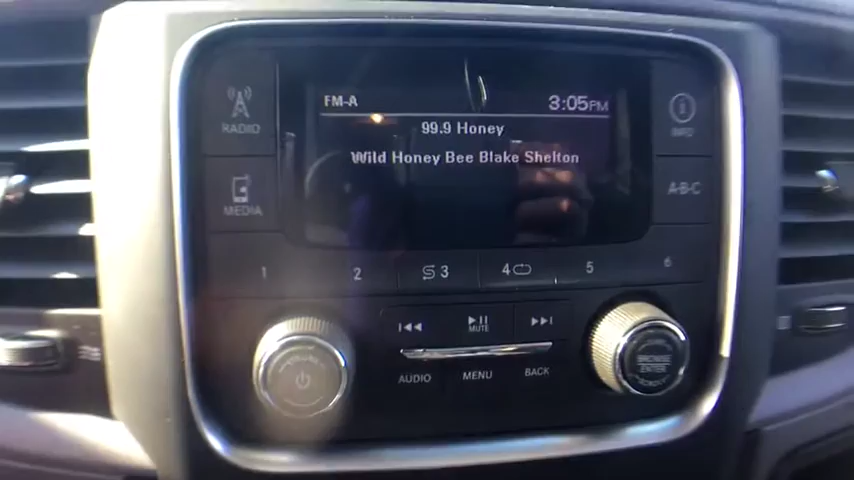 FM-A 3:05PM
RADIO
99.9 Honey
INFO
Wild Honey Bee Blake Shelton
MEDIA
A-B-C
1 2 3 4 5 6
MUTE
AUDIO MENU BACK
BROWSE
ENTER